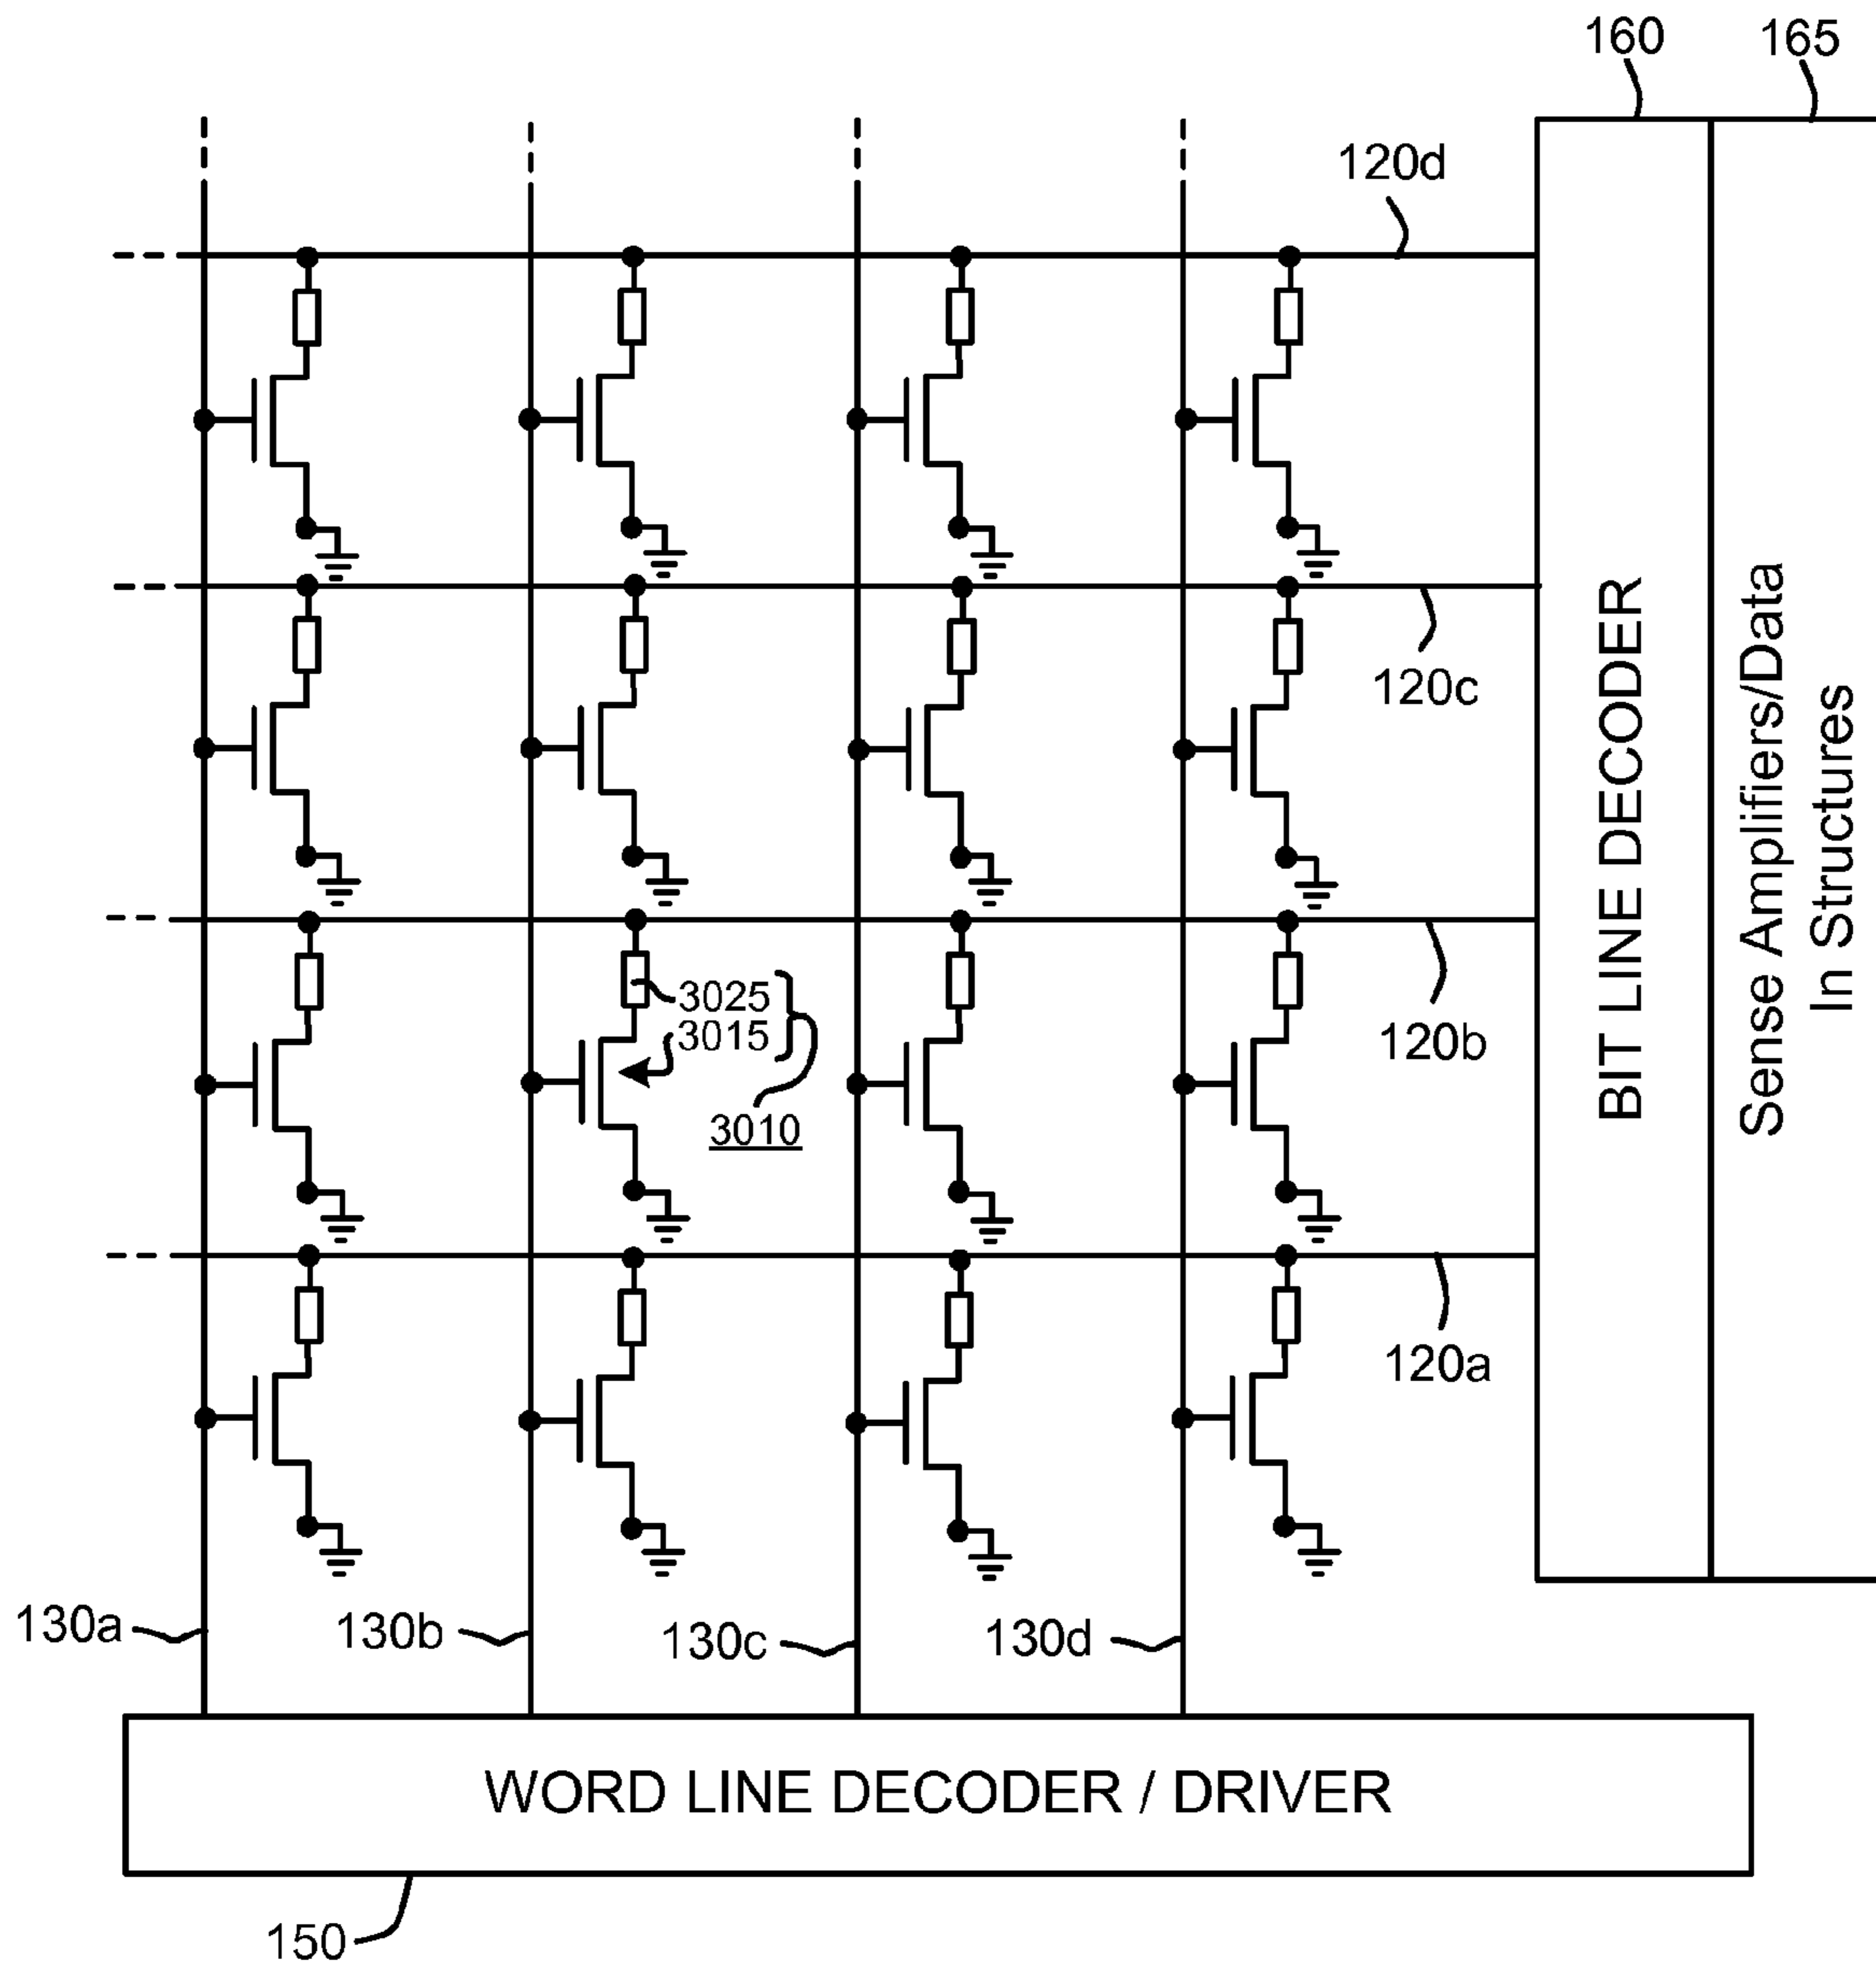 160
165
120d
120c
BIT LINE DECODER
Sense Amplifiers/Data
In Structures
3025
3015
3010
120b
120a
130a
130b
130c
130d
WORD LINE DECODER / DRIVER
150